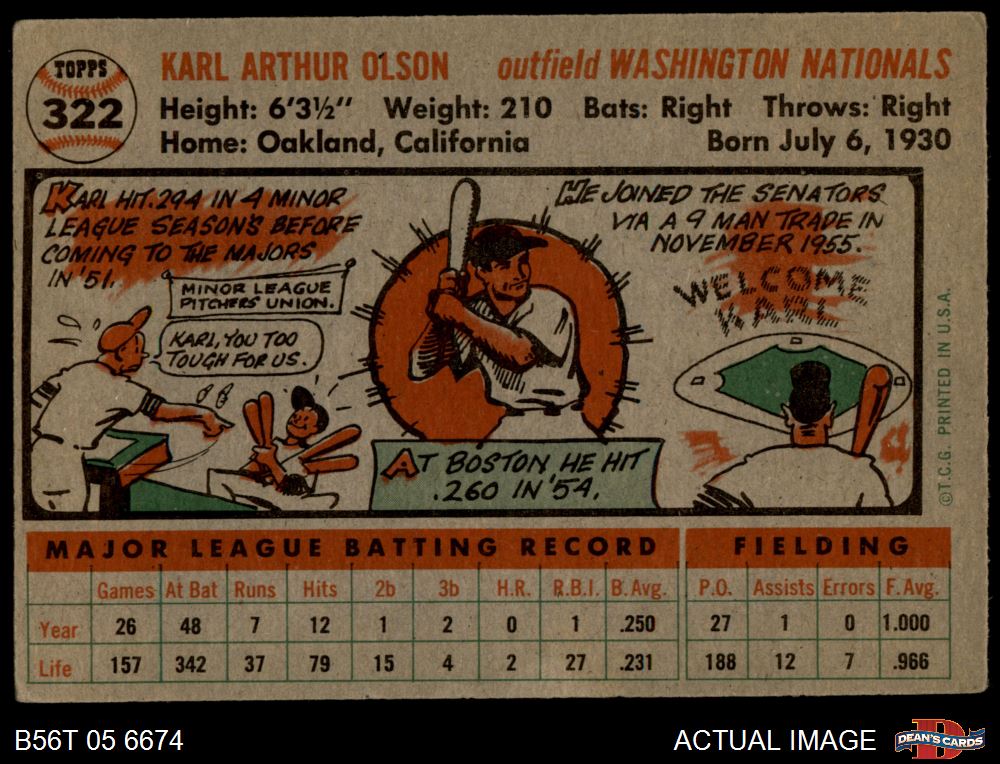 TOPPS
322
KARL ARTHUR OLSON outfield WASHINGTON NATIONALS
Height: 6'3½" Weight: 210 Bats: Right Throws: Right
Home: Oakland, California Born July 6, 1930
KARL HIT .294 IN 4 MINOR
LEAGUE SEASON'S BEFORE
COMING TO THE MAJORS
IN '51.
MINOR LEAGUE
PITCHERS' UNION.
KARL, YOU TOO
TOUGH FOR US.
AT BOSTON HE HIT
.260 IN '54.
HE JOINED THE SENATORS
VIA A 9 MAN TRADE IN
NOVEMBER 1955.
WELCOME
KARL
©T.C.G. PRINTED IN U.S.A.
MAJOR LEAGUE BATTING RECORD FIELDING
Games At Bat Runs Hits 2b 3b H.R. R.B.I. B. Avg. P.O. Assists Errors F. Avg.
Year 26 48 7 12 1 2 0 1 .250 27 1 0 1.000
Life 157 342 37 79 15 4 2 27 .231 188 12 7 .966
B56T 05 6674 ACTUAL IMAGE DEAN'S CARDS